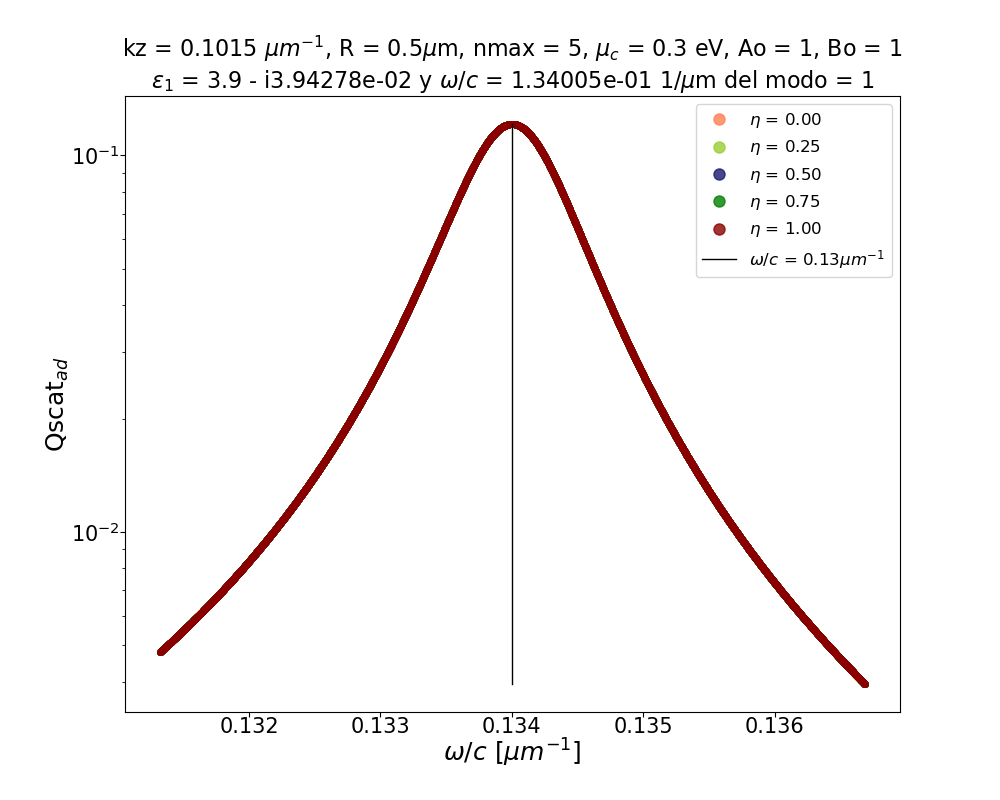 kz = 0.1015 μm⁻¹, R = 0.5μm, nmax = 5, μ_c = 0.3 eV, Ao = 1, Bo = 1
ε₁ = 3.9 - i3.94278e-02 y ω/c = 1.34005e-01 1/μm del modo = 1
η = 0.00
η = 0.25
η = 0.50
η = 0.75
η = 1.00
ω/c = 0.13μm⁻¹
10⁻¹
10⁻²
Qscat_ad
0.132 0.133 0.134 0.135 0.136
ω/c [μm⁻¹]